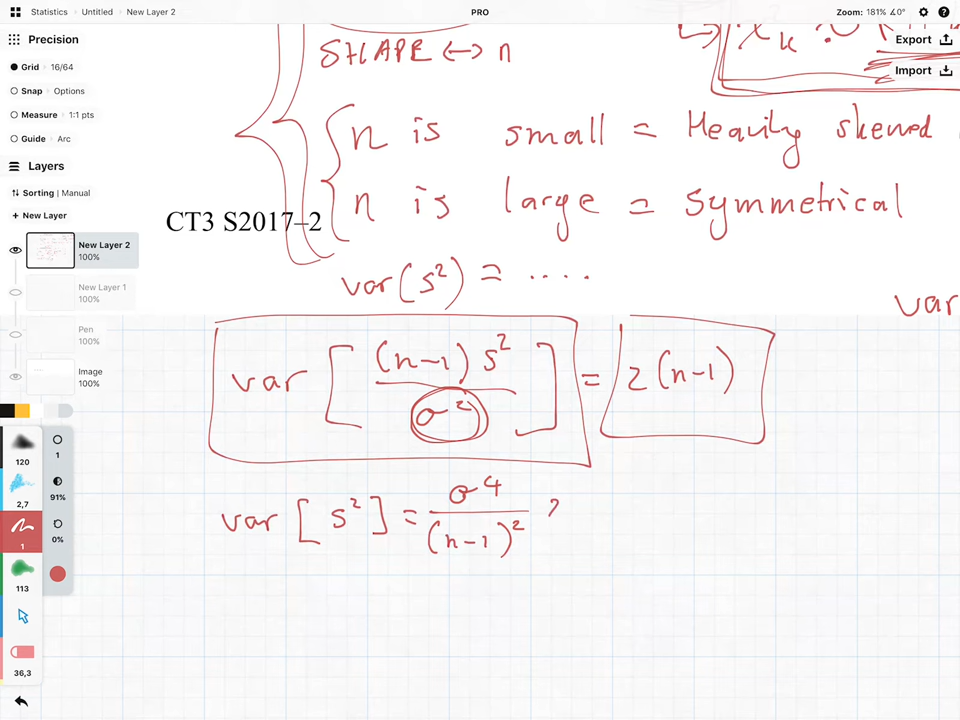 Statistics Untitled New Layer 2 PRO Zoom: 181% ∠0°
Precision
Export
Import
Grid 16/64
Snap Options
Measure 1:1 pts
Guide Arc
Layers
Sorting | Manual
+ New Layer
New Layer 2
100%
New Layer 1
100%
Pen
100%
Image
100%
120
2,7
1
113
36,3
1
91%
0%
SHAPE ↔ n
n is small = Heavily skewed
n is large = symmetrical
CT3 S2017–2
var(s²) = ....
var
var [ (n-1) s² / σ² ] = 2(n-1)
var [ s² ] = σ⁴ / (n-1)² 2